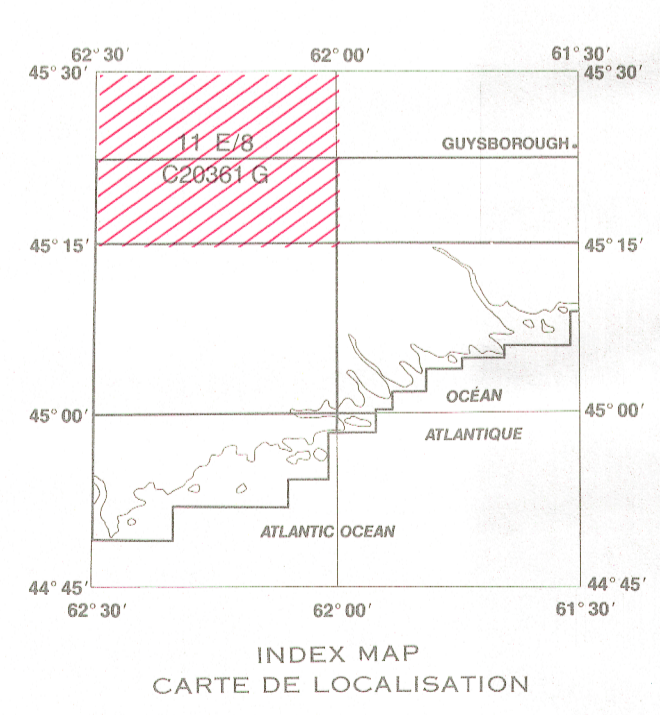 62° 30′ 62° 00′ 61° 30′
45° 30′ 45° 30′
11 E/8
GUYSBOROUGH
C20361 G
45° 15′ 45° 15′
OCÉAN
45° 00′ 45° 00′
ATLANTIQUE
ATLANTIC OCEAN
44° 45′ 44° 45′
62° 30′ 62° 00′ 61° 30′
INDEX MAP
CARTE DE LOCALISATION